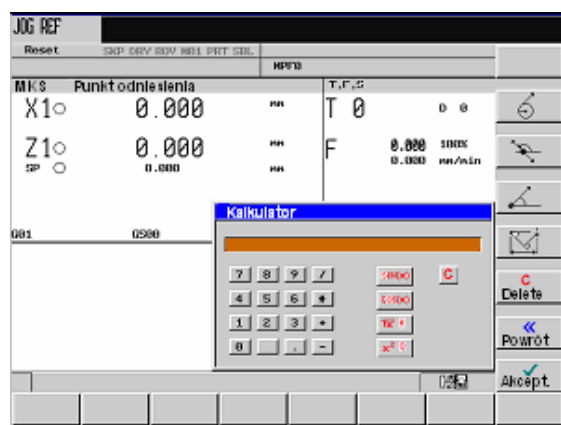 JOG REF
Reset SKP DRY ROV M01 PRT SBL
MPF0
MKS Punkt odniesienia T,F,S
X1 0.000 mm T 0 D 0
Z1 0.000 mm F 0.000 100%
SP 0.000 mm 0.000 mm/min
G01 G500
Kalkulator
7 8 9 / C
4 5 6 *
1 2 3 +
0 . -
C
Delete
«
Powrót
Akcept.